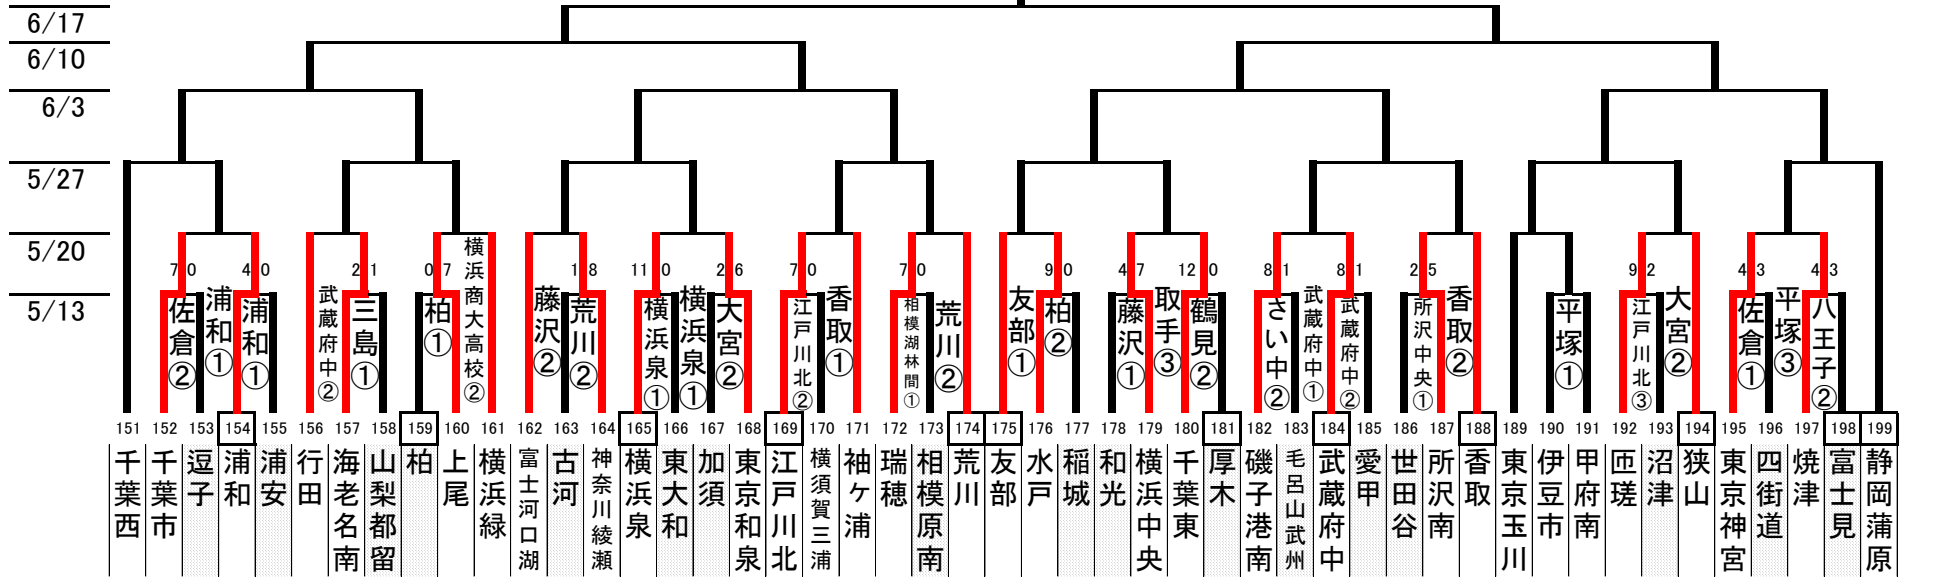 6/17
6/10
6/3
5/27
5/20
5/13
7 0
4 0
2 1
0 7
1 8
11 0
2 6
7 0
7 0
9 0
4 7
12 0
8 1
8 1
2 5
9 2
4 3
4 3
佐倉②
浦和①
浦和①
武蔵府中②
三島①
柏①
横浜商大高校②
藤沢②
荒川②
横浜泉①
横浜泉①
大宮②
江戸川北②
香取①
相模湖林間①
荒川②
友部①
柏②
藤沢①
取手③
鶴見②
さい中②
武蔵府中①
武蔵府中②
所沢中央①
香取②
平塚①
江戸川北③
大宮②
佐倉①
平塚③
八王子②
151 千葉西
152 千葉市
153 逗子
154 浦和
155 浦安
156 行田
157 海老名南
158 山梨都留
159 柏
160 上尾
161 横浜緑
162 富士河口湖
163 古河
164 神奈川綾瀬
165 横浜泉
166 東大和
167 加須
168 東京和泉
169 江戸川北
170 横須賀三浦
171 袖ケ浦
172 瑞穂
173 相模原南
174 荒川
175 友部
176 水戸
177 稲城
178 和光
179 横浜中央
180 千葉東
181 厚木
182 磯子港南
183 毛呂山武州
184 武蔵府中
185 愛甲
186 世田谷
187 所沢南
188 香取
189 東京玉川
190 伊豆市
191 甲府南
192 匝瑳
193 沼津
194 狭山
195 東京神宮
196 四街道
197 焼津
198 富士見
199 静岡蒲原